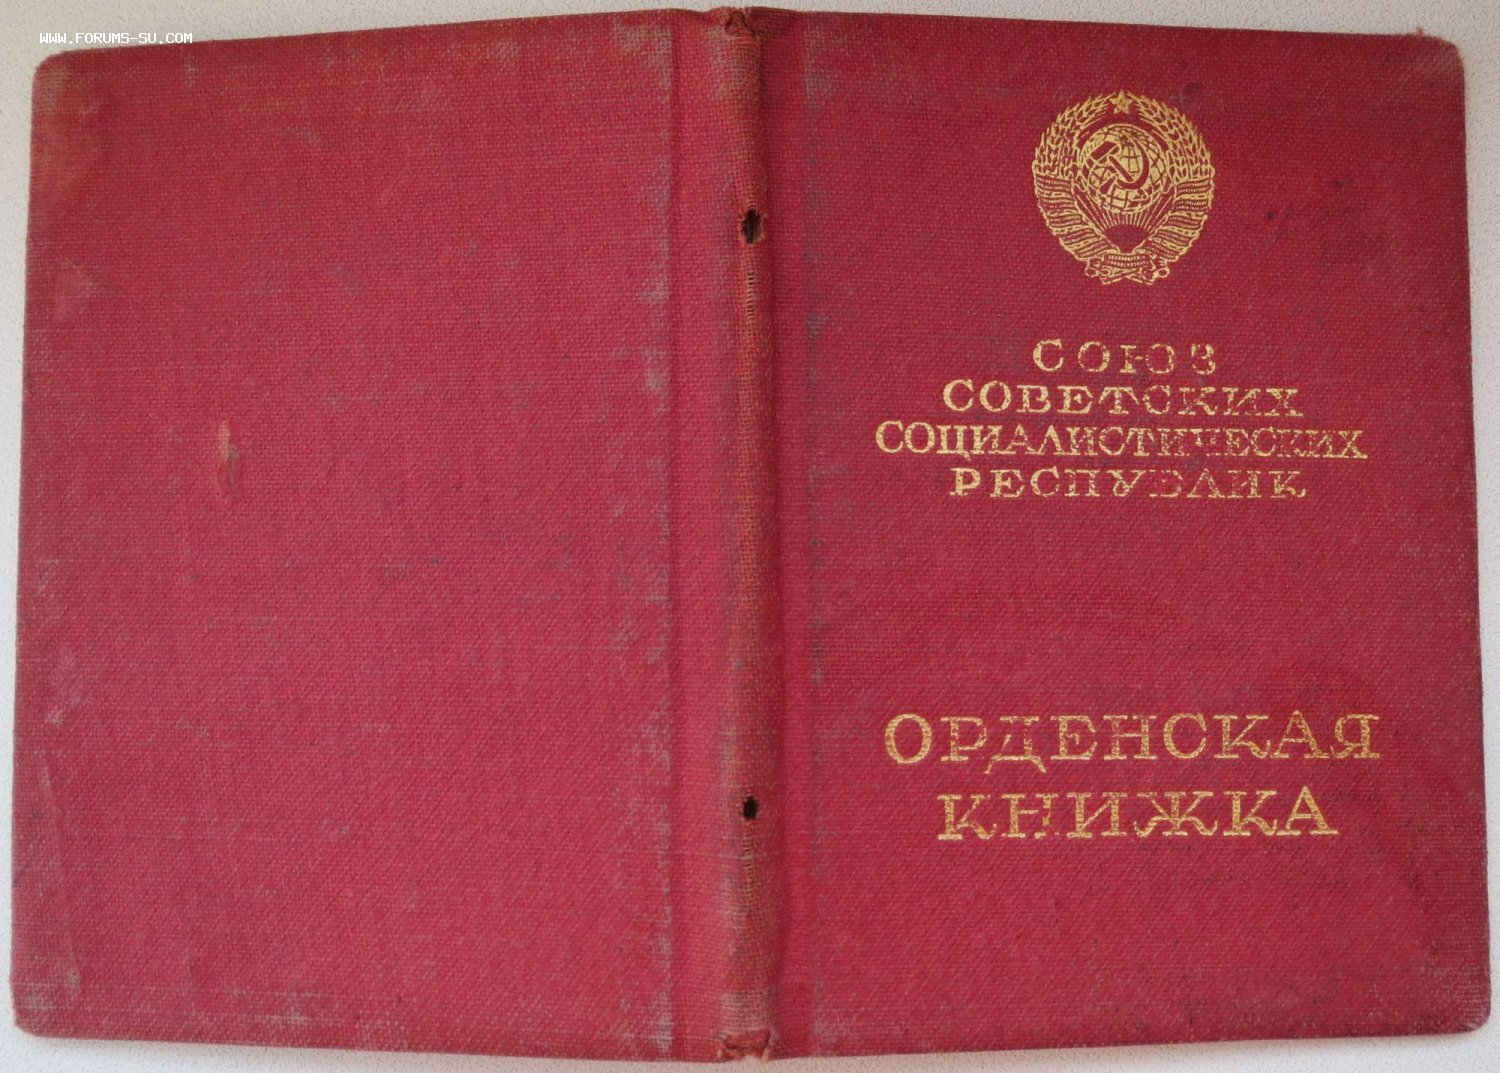 WWW.FORUMS-SU.COM
СОЮЗ
СОВЕТСКИХ
СОЦИАЛИСТИЧЕСКИХ
РЕСПУБЛИК
ОРДЕНСКАЯ
КНИЖКА